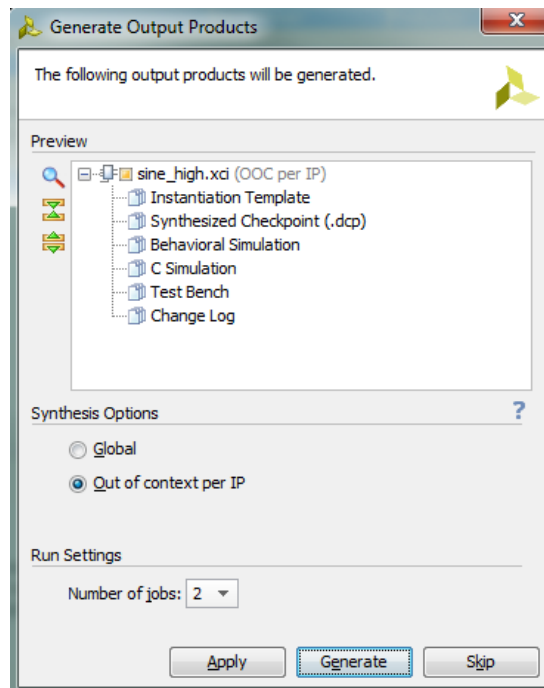 Generate Output Products
The following output products will be generated.
Preview
sine_high.xci (OOC per IP)
Instantiation Template
Synthesized Checkpoint (.dcp)
Behavioral Simulation
C Simulation
Test Bench
Change Log
Synthesis Options
?
Global
Out of context per IP
Run Settings
Number of jobs: 2
Apply Generate Skip